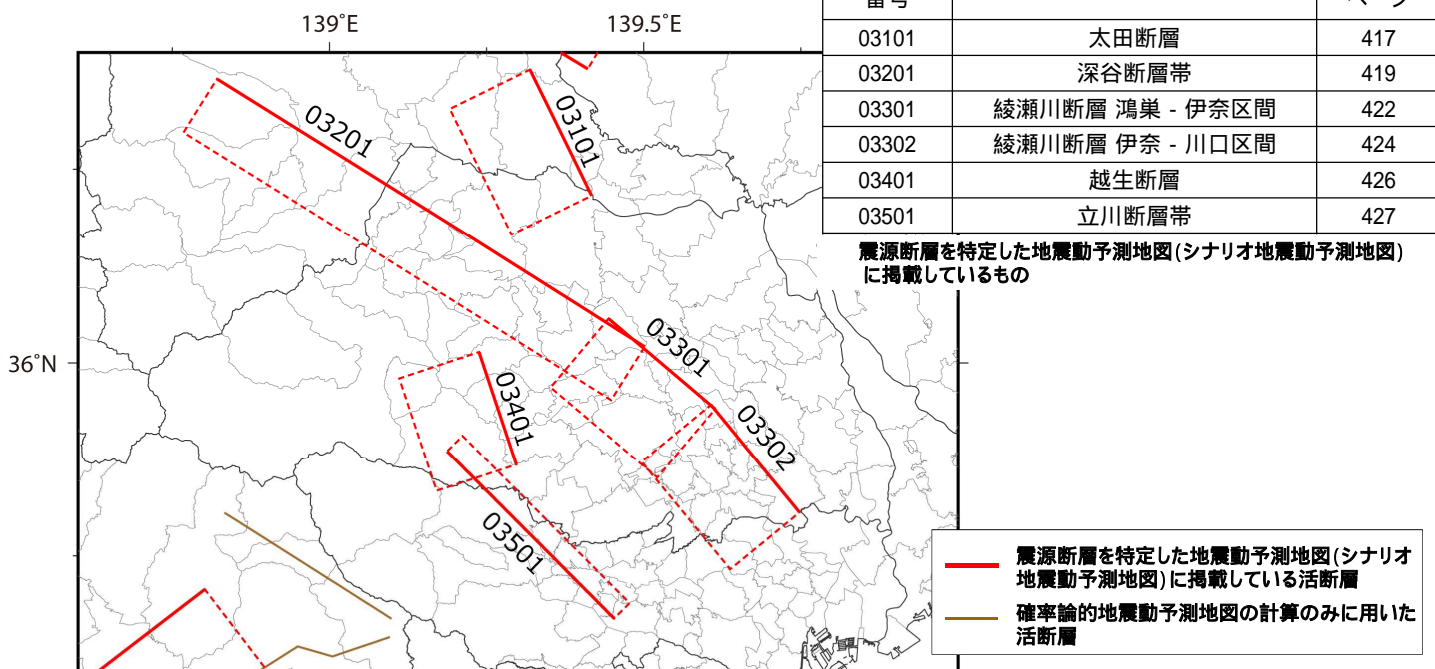 139°E
139.5°E
36°N
03201
03101
03301
03302
03401
03501
03101 太田断層 417
03201 深谷断層帯 419
03301 綾瀬川断層 鴻巣 - 伊奈区間 422
03302 綾瀬川断層 伊奈 - 川口区間 424
03401 越生断層 426
03501 立川断層帯 427
震源断層を特定した地震動予測地図(シナリオ地震動予測地図)
に掲載しているもの
震源断層を特定した地震動予測地図(シナリオ
地震動予測地図)に掲載している活断層
確率論的地震動予測地図の計算のみに用いた
活断層